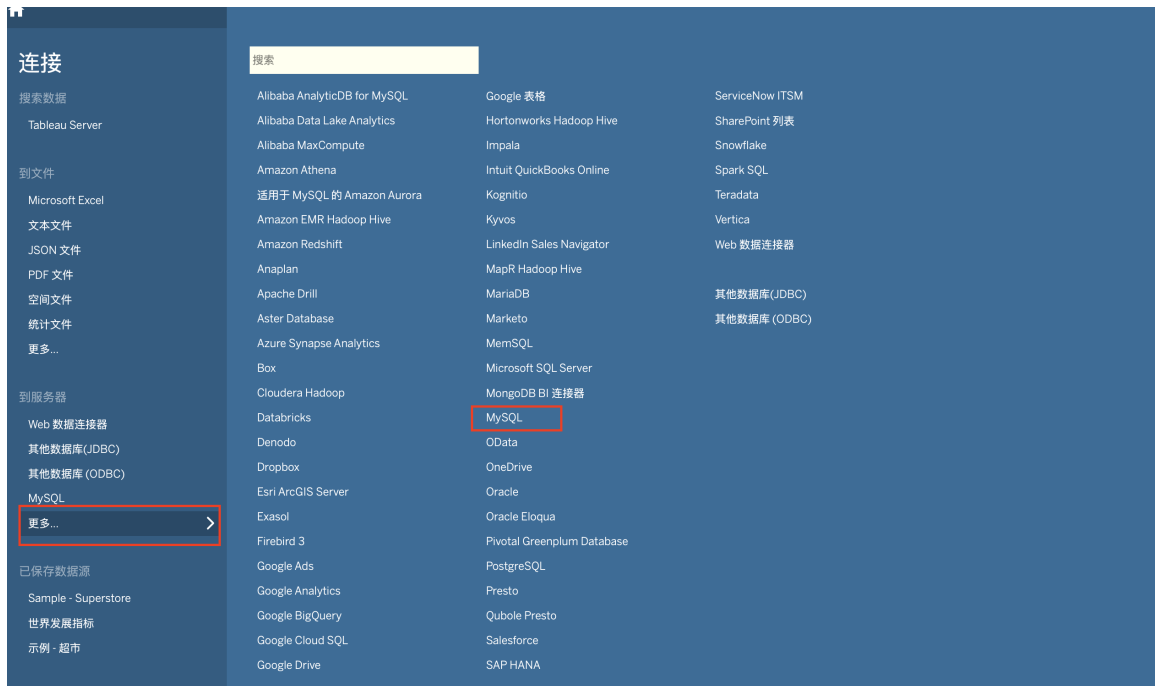 连接
搜索数据
Tableau Server
到文件
Microsoft Excel
文本文件
JSON 文件
PDF 文件
空间文件
统计文件
更多...
到服务器
Web 数据连接器
其他数据库(JDBC)
其他数据库 (ODBC)
MySQL
更多...
已保存数据源
Sample - Superstore
世界发展指标
示例 - 超市
搜索
Alibaba AnalyticDB for MySQL
Alibaba Data Lake Analytics
Alibaba MaxCompute
Amazon Athena
适用于 MySQL 的 Amazon Aurora
Amazon EMR Hadoop Hive
Amazon Redshift
Anaplan
Apache Drill
Aster Database
Azure Synapse Analytics
Box
Cloudera Hadoop
Databricks
Denodo
Dropbox
Esri ArcGIS Server
Exasol
Firebird 3
Google Ads
Google Analytics
Google BigQuery
Google Cloud SQL
Google Drive
Google 表格
Hortonworks Hadoop Hive
Impala
Intuit QuickBooks Online
Kognitio
Kyvos
LinkedIn Sales Navigator
MapR Hadoop Hive
MariaDB
Marketo
MemSQL
Microsoft SQL Server
MongoDB BI 连接器
MySQL
OData
OneDrive
Oracle
Oracle Eloqua
Pivotal Greenplum Database
PostgreSQL
Presto
Qubole Presto
Salesforce
SAP HANA
ServiceNow ITSM
SharePoint 列表
Snowflake
Spark SQL
Teradata
Vertica
Web 数据连接器
其他数据库(JDBC)
其他数据库 (ODBC)